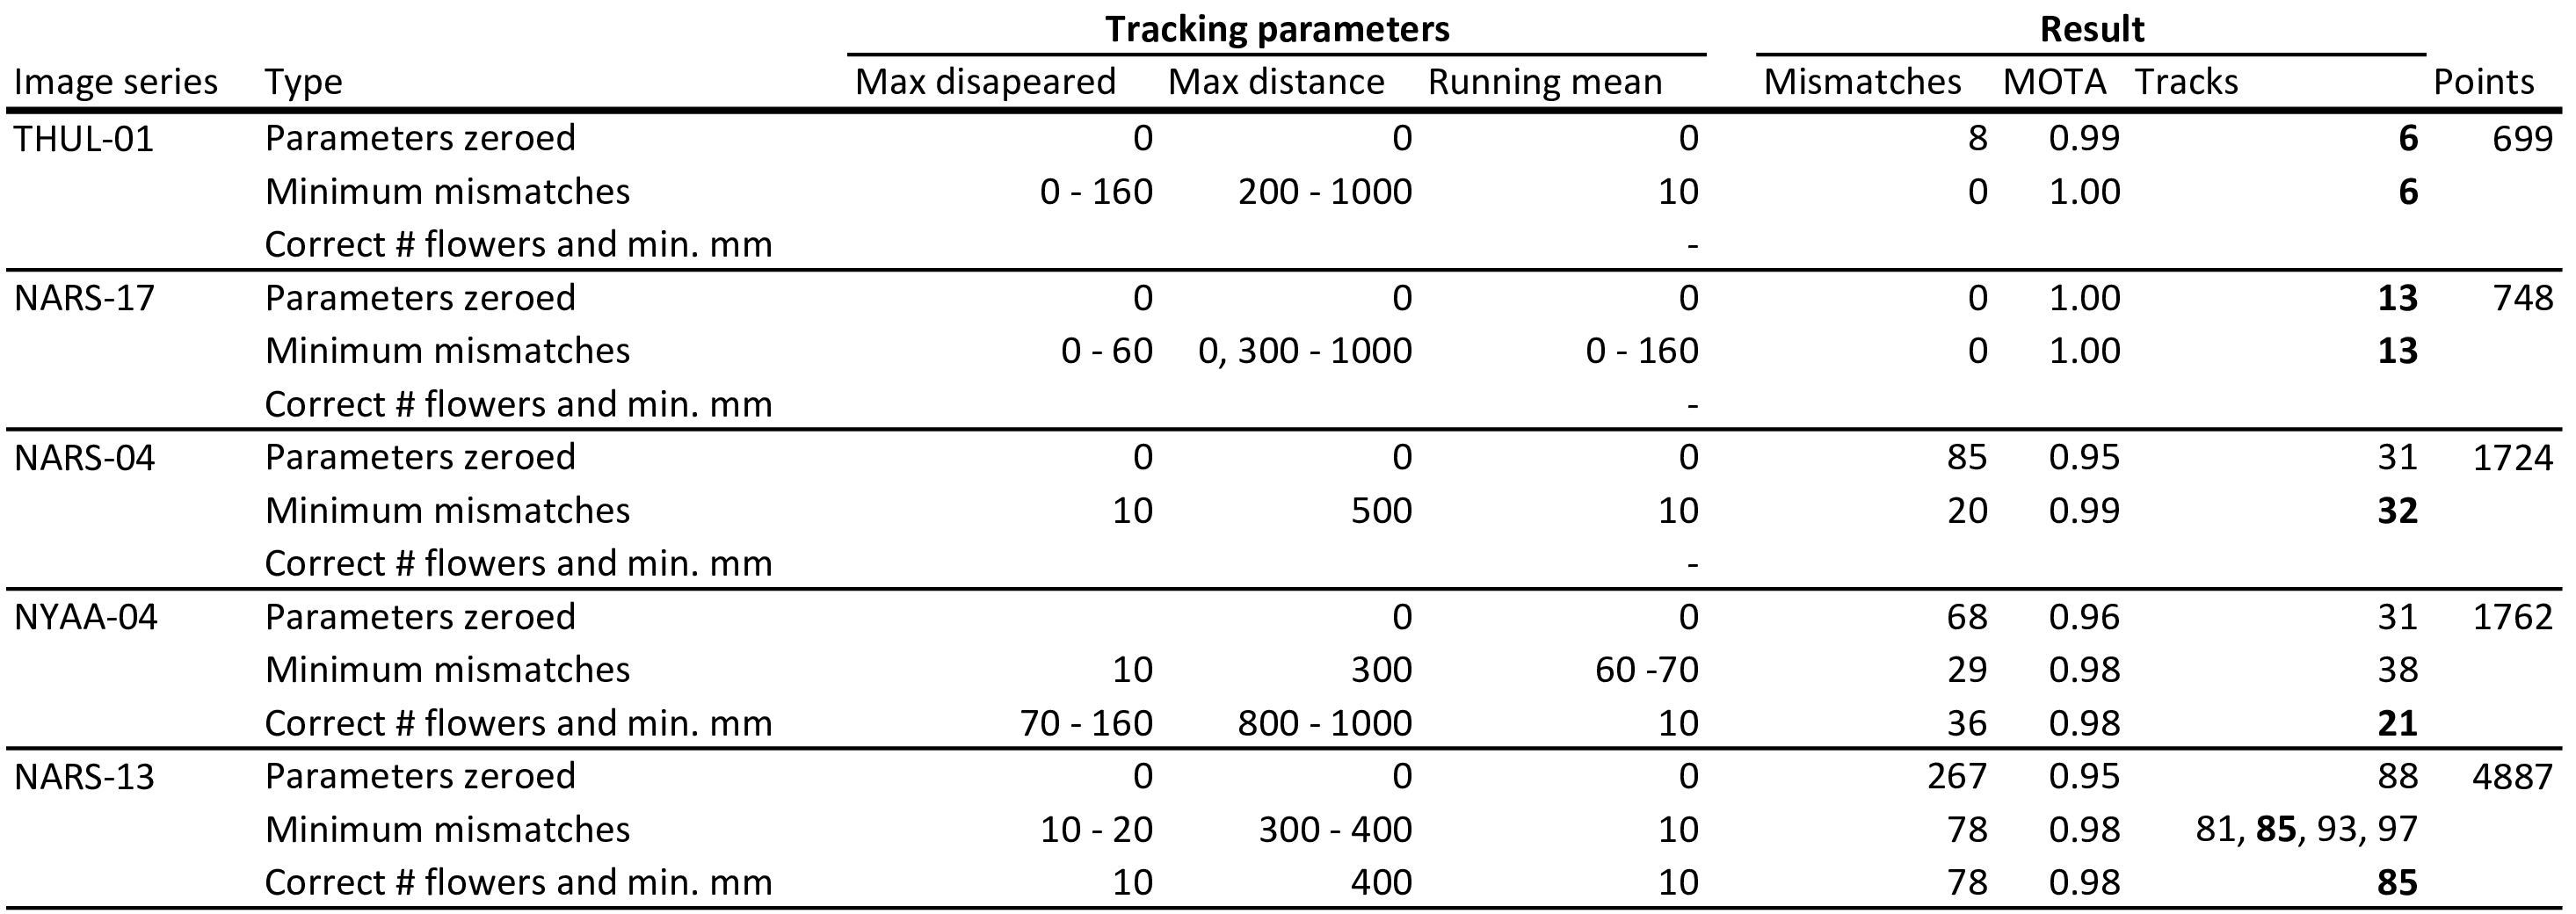 Tracking parameters Result
Image series Type Max disapeared Max distance Running mean Mismatches MOTA Tracks Points
THUL-01 Parameters zeroed 0 0 0 8 0.99 6 699
Minimum mismatches 0 - 160 200 - 1000 10 0 1.00 6
Correct # flowers and min. mm -
NARS-17 Parameters zeroed 0 0 0 0 1.00 13 748
Minimum mismatches 0 - 60 0, 300 - 1000 0 - 160 0 1.00 13
Correct # flowers and min. mm -
NARS-04 Parameters zeroed 0 0 0 85 0.95 31 1724
Minimum mismatches 10 500 10 20 0.99 32
Correct # flowers and min. mm -
NYAA-04 Parameters zeroed 0 0 68 0.96 31 1762
Minimum mismatches 10 300 60 -70 29 0.98 38
Correct # flowers and min. mm 70 - 160 800 - 1000 10 36 0.98 21
NARS-13 Parameters zeroed 0 0 0 267 0.95 88 4887
Minimum mismatches 10 - 20 300 - 400 10 78 0.98 81, 85, 93, 97
Correct # flowers and min. mm 10 400 10 78 0.98 85